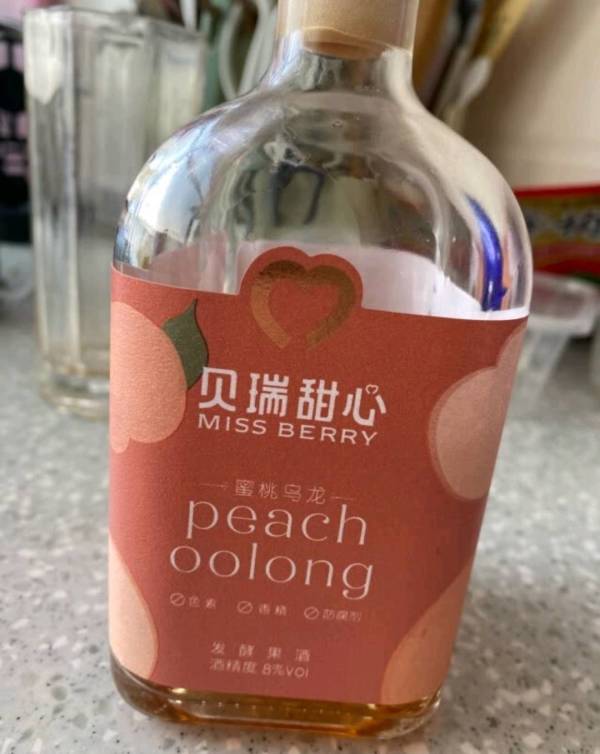 贝瑞甜心
MISS BERRY
蜜桃乌龙
peach
oolong
色素 香精 防腐剂
发酵果酒
酒精度 8%vol